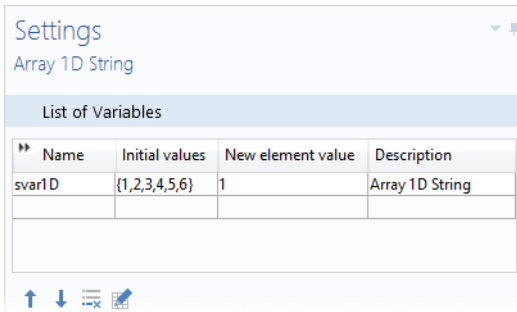 Settings
Array 1D String
List of Variables
Name Initial values New element value Description
svar1D {1,2,3,4,5,6} 1 Array 1D String